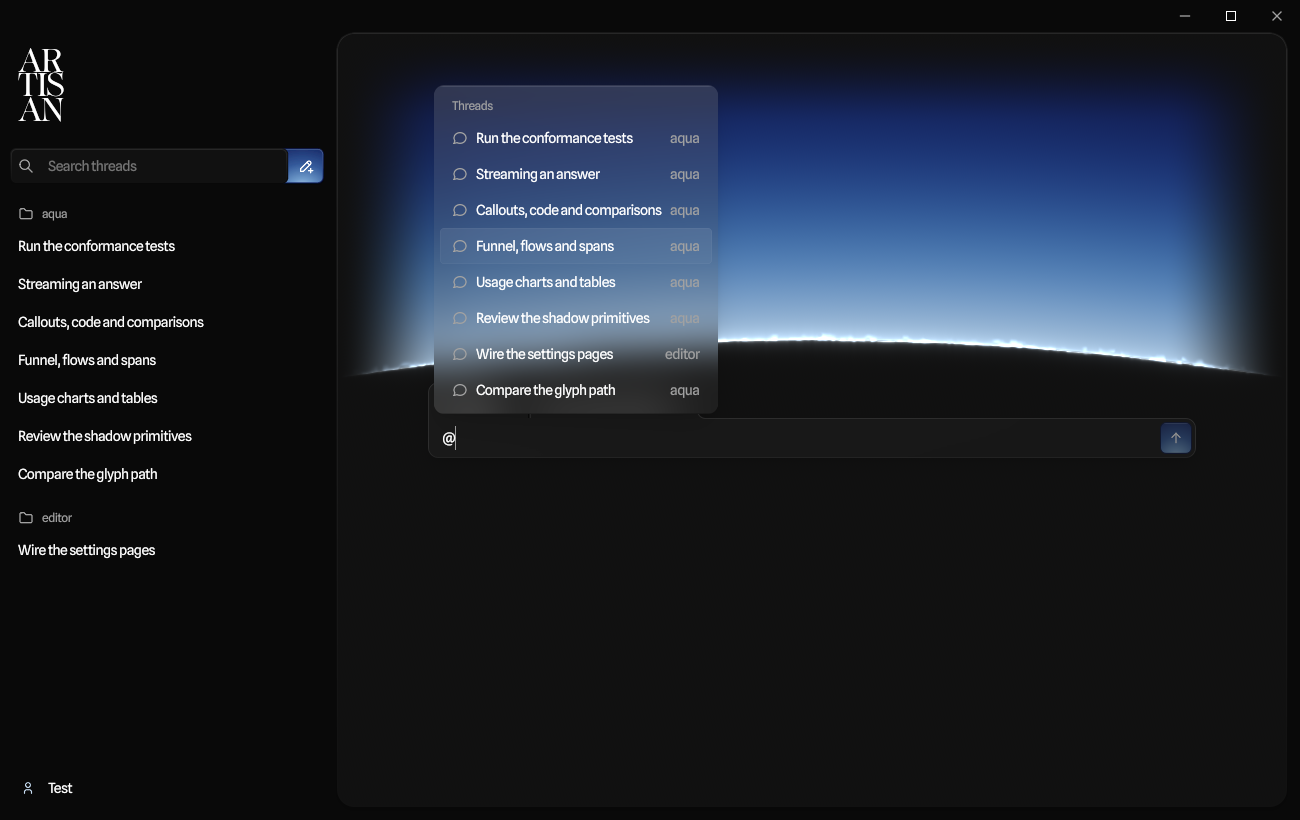 AR
TIS
AN
Search threads
aqua
Run the conformance tests
Streaming an answer
Callouts, code and comparisons
Funnel, flows and spans
Usage charts and tables
Review the shadow primitives
Compare the glyph path
editor
Wire the settings pages
Test
Threads
Run the conformance tests aqua
Streaming an answer aqua
Callouts, code and comparisons aqua
Funnel, flows and spans aqua
Usage charts and tables aqua
Review the shadow primitives aqua
Wire the settings pages editor
Compare the glyph path aqua
@